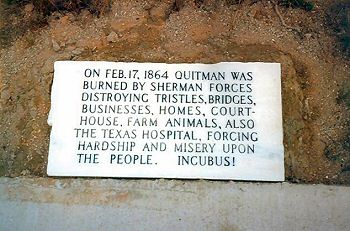 ON FEB. 17, 1864 QUITMAN WAS
BURNED BY SHERMAN FORCES
DISTROYING TRISTLES, BRIDGES,
BUSINESSES, HOMES, COURT-
HOUSE, FARM ANIMALS, ALSO
THE TEXAS HOSPITAL, FORCING
HARDSHIP AND MISERY UPON
THE PEOPLE. INCUBUS!